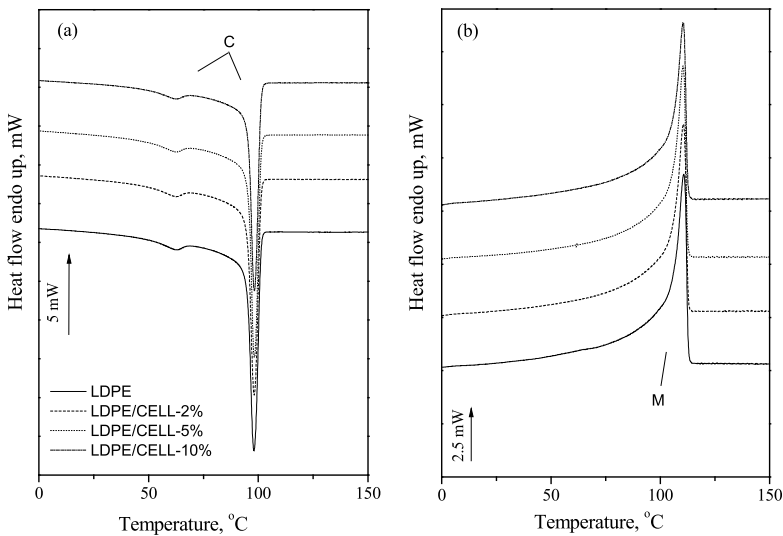 (a)
C
Heat flow endo up, mW
5 mW
LDPE
LDPE/CELL-2%
LDPE/CELL-5%
LDPE/CELL-10%
0
50
100
150
Temperature, °C
(b)
Heat flow endo up, mW
M
2.5 mW
0
50
100
150
Temperature, °C